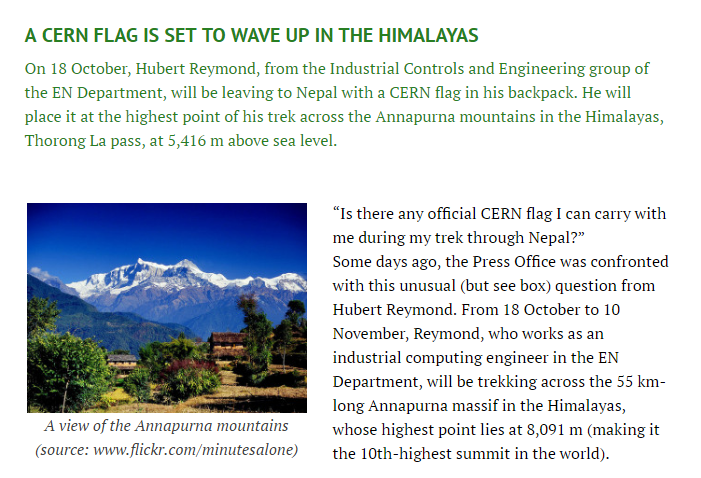 A CERN FLAG IS SET TO WAVE UP IN THE HIMALAYAS
On 18 October, Hubert Reymond, from the Industrial Controls and Engineering group of
the EN Department, will be leaving to Nepal with a CERN flag in his backpack. He will
place it at the highest point of his trek across the Annapurna mountains in the Himalayas,
Thorong La pass, at 5,416 m above sea level.
A view of the Annapurna mountains
(source: www.flickr.com/minutesalone)
“Is there any official CERN flag I can carry with
me during my trek through Nepal?”
Some days ago, the Press Office was confronted
with this unusual (but see box) question from
Hubert Reymond. From 18 October to 10
November, Reymond, who works as an
industrial computing engineer in the EN
Department, will be trekking across the 55 km-
long Annapurna massif in the Himalayas,
whose highest point lies at 8,091 m (making it
the 10th-highest summit in the world).